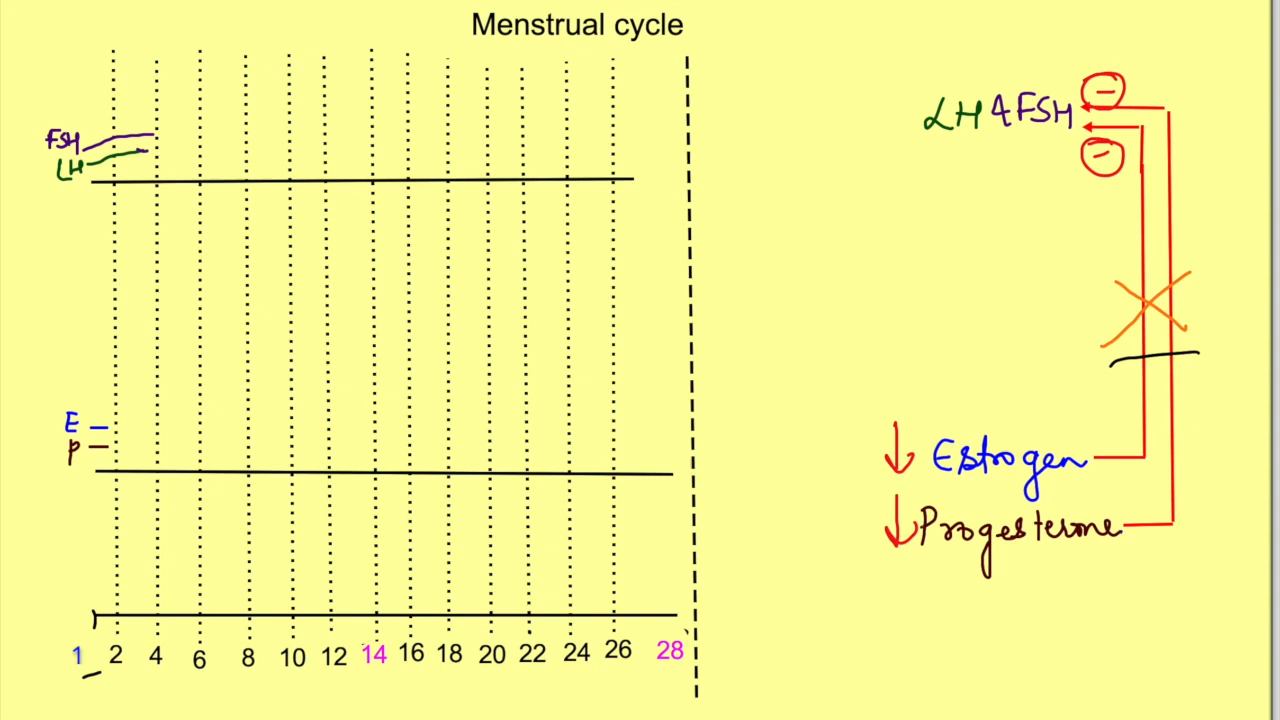 Menstrual cycle
FSH
LH
LH & FSH
−
−
E
P
↓ Estrogen
↓ Progesterone
1 2 4 6 8 10 12 14 16 18 20 22 24 26 28